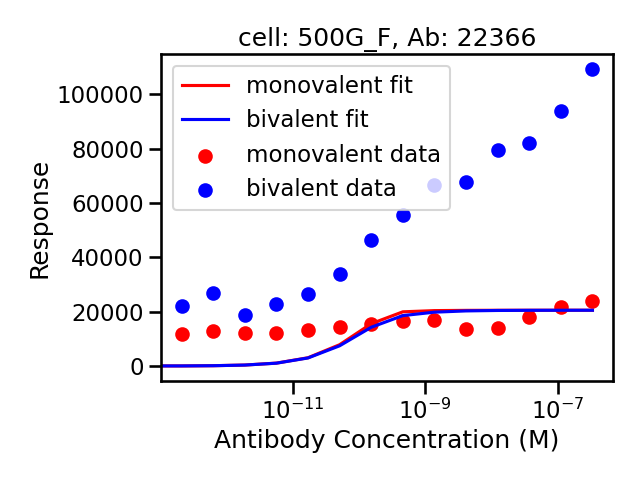 cell: 500G_F, Ab: 22366
monovalent fit
bivalent fit
monovalent data
bivalent data
Response
100000
80000
60000
40000
20000
0
10⁻¹¹
10⁻⁹
10⁻⁷
Antibody Concentration (M)